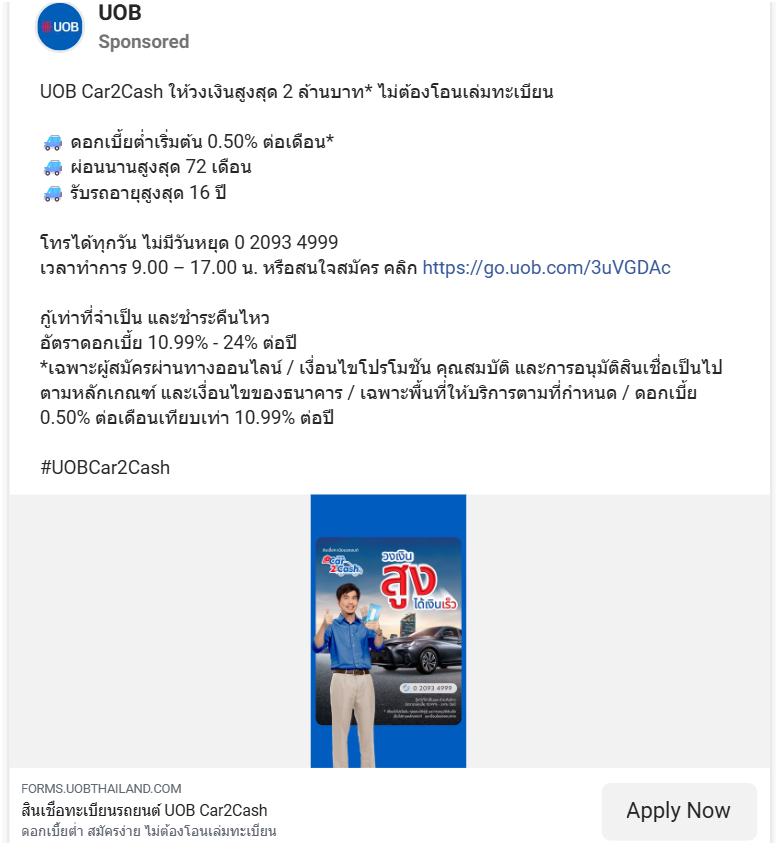 UOB
UOB
Sponsored
UOB Car2Cash ให้วงเงินสูงสุด 2 ล้านบาท* ไม่ต้องโอนเล่มทะเบียน
ดอกเบี้ยต่ำเริ่มต้น 0.50% ต่อเดือน*
ผ่อนนานสูงสุด 72 เดือน
รับรถอายุสูงสุด 16 ปี
โทรได้ทุกวัน ไม่มีวันหยุด 0 2093 4999
เวลาทำการ 9.00 – 17.00 น. หรือสนใจสมัคร คลิก https://go.uob.com/3uVGDAc
กู้เท่าที่จำเป็น และชำระคืนไหว
อัตราดอกเบี้ย 10.99% - 24% ต่อปี
*เฉพาะผู้สมัครผ่านทางออนไลน์ / เงื่อนไขโปรโมชัน คุณสมบัติ และการอนุมัติสินเชื่อเป็นไป
ตามหลักเกณฑ์ และเงื่อนไขของธนาคาร / เฉพาะพื้นที่ให้บริการตามที่กำหนด / ดอกเบี้ย
0.50% ต่อเดือนเทียบเท่า 10.99% ต่อปี
#UOBCar2Cash
สินเชื่อทะเบียนรถยนต์
Car
2Cash
วงเงิน
สูง
ได้เงินเร็ว
0 2093 4999
FORMS.UOBTHAILAND.COM
สินเชื่อทะเบียนรถยนต์ UOB Car2Cash
ดอกเบี้ยต่ำ สมัครง่าย ไม่ต้องโอนเล่มทะเบียน
Apply Now